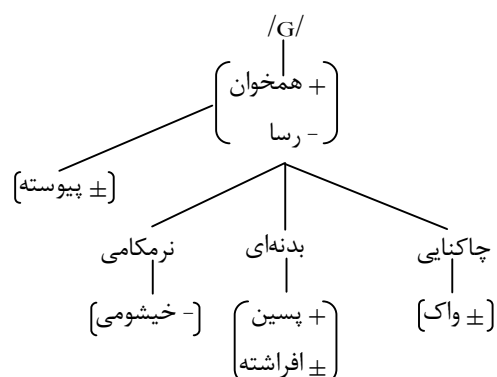 /G/
+ همخوان
- رسا
[± پیوسته]
چاکنایی
بدنه‌ای
نرمکامی
[± واک]
+ پسین
± افراشته
[- خیشومی]